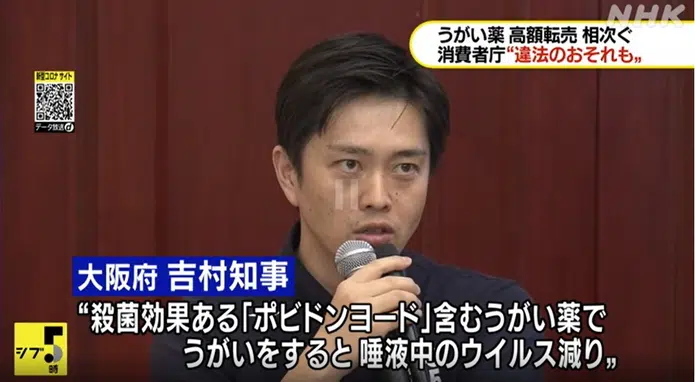 NHK
うがい薬 高額転売 相次ぐ
消費者庁“違法のおそれも„
新型コロナ サイト
データ放送d
大阪府 吉村知事
“殺菌効果ある「ポビドンヨード」含むうがい薬で
うがいをすると 唾液中のウイルス減り„
シブ5時